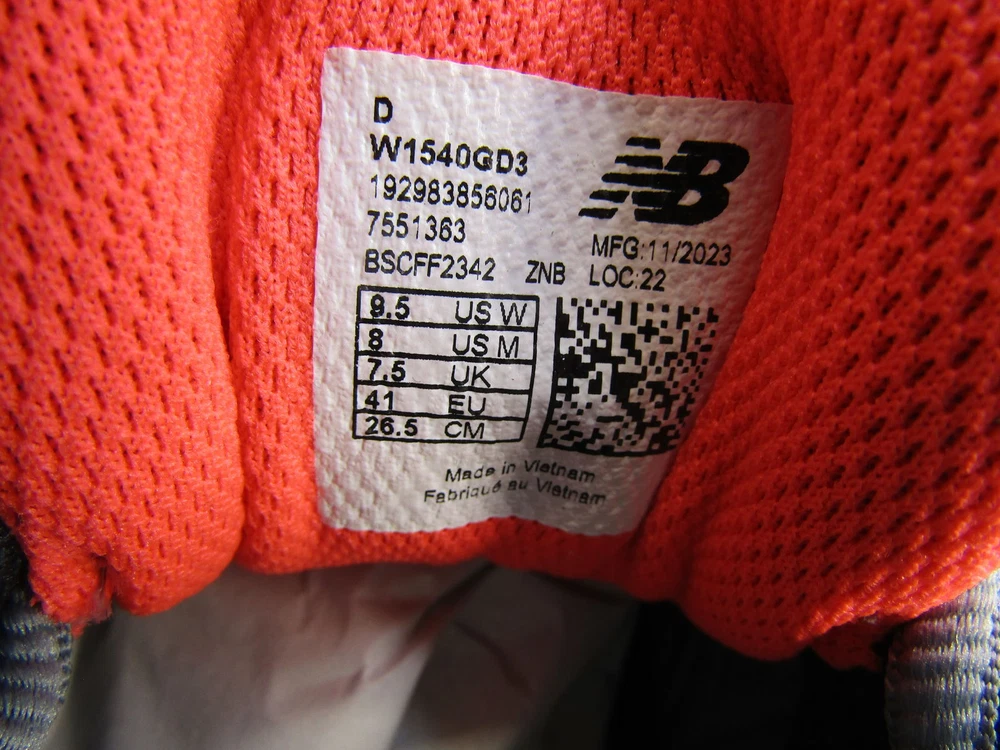 D
W1540GD3
192983856061
7551363
BSCFF2342 ZNB
NB
MFG:11/2023
LOC:22
9.5 US W
8 US M
7.5 UK
41 EU
26.5 CM
Made in Vietnam
Fabriqué au Vietnam